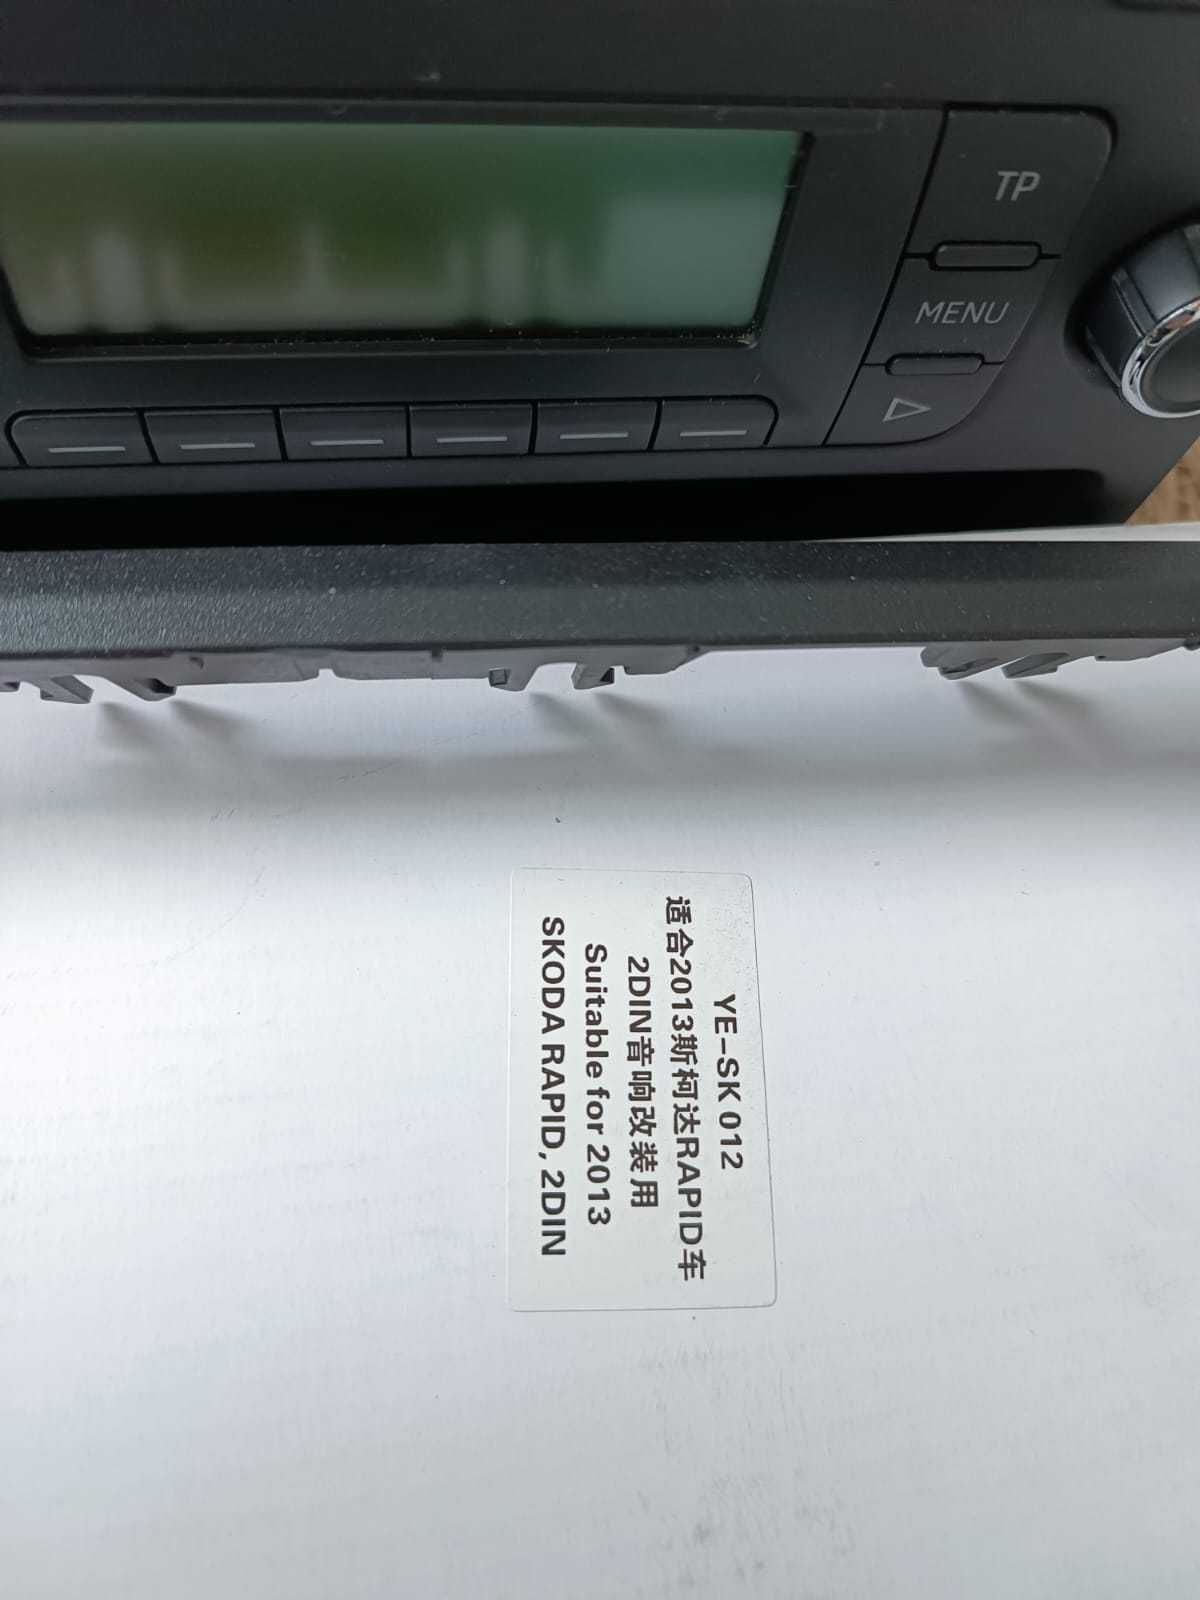 TP
MENU
YE-SK 012
适合2013斯柯达RAPID车
2DIN音响改装用
Suitable for 2013
SKODA RAPID, 2DIN